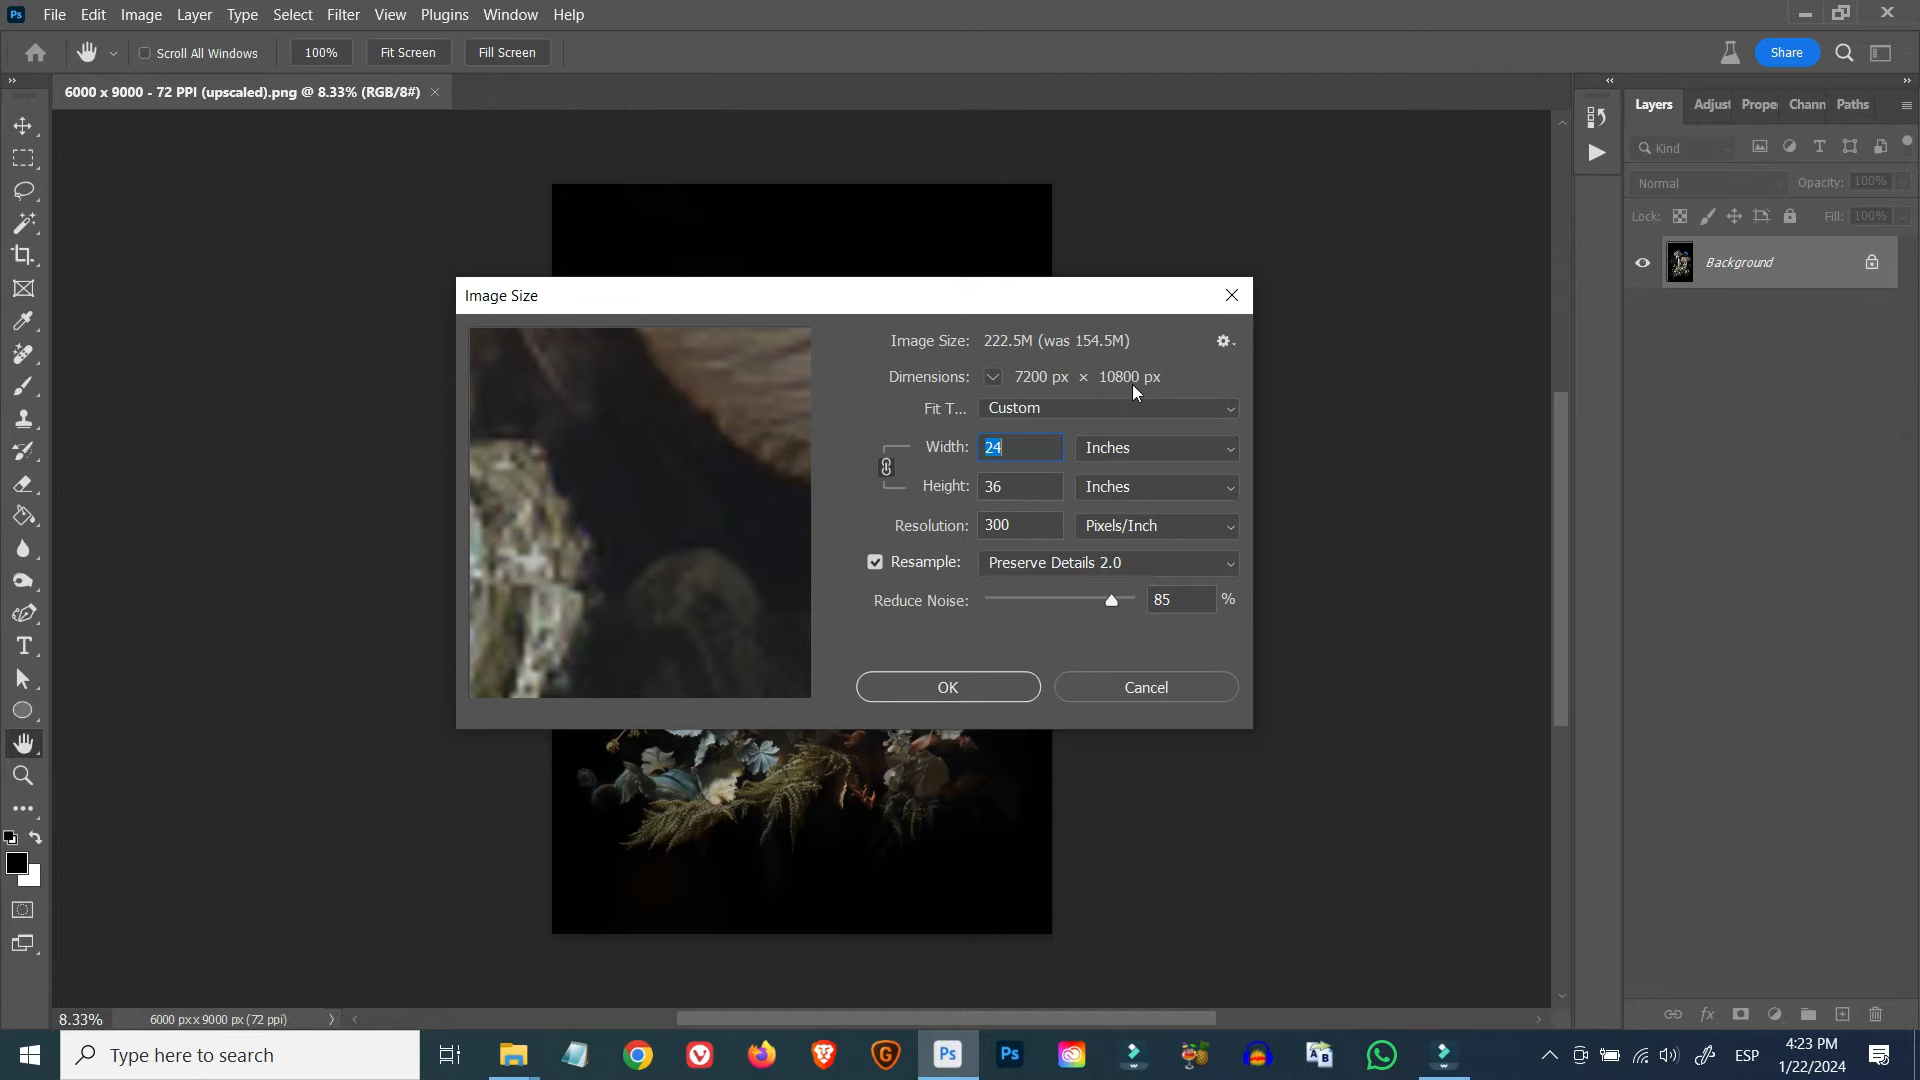 Ps File Edit Image Layer Type Select Filter View Plugins Window Help
Scroll All Windows 100% Fit Screen Fill Screen Share
6000 x 9000 - 72 PPI (upscaled).png @ 8.33% (RGB/8#)
Layers Adjust Prope Chann Paths
Kind
Normal Opacity: 100%
Lock: Fill: 100%
Background
Image Size
Image Size: 222.5M (was 154.5M)
Dimensions: 7200 px × 10800 px
Fit T... Custom
Width: 24 Inches
Height: 36 Inches
Resolution: 300 Pixels/Inch
Resample: Preserve Details 2.0
Reduce Noise: 85 %
OK Cancel
T
fx
8.33% 6000 px x 9000 px (72 ppi)
Type here to search
Ps Ps
ESP
4:23 PM
1/22/2024